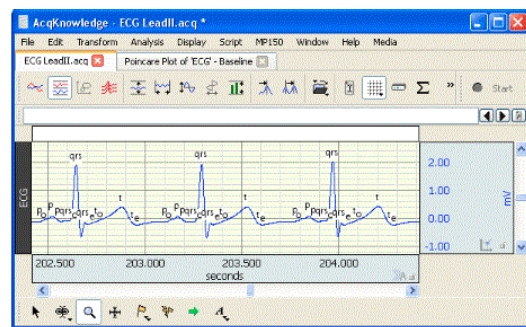 AcqKnowledge - ECG LeadII.acq *
File Edit Transform Analysis Display Script MP150 Window Help Media
ECG LeadII.acq Poincare Plot of 'ECG' - Baseline
Σ » Start
qrs qrs qrs
t t t
2.00
1.00
0.00
-1.00
mV
ECG
202.500 203.000 203.500 204.000
seconds